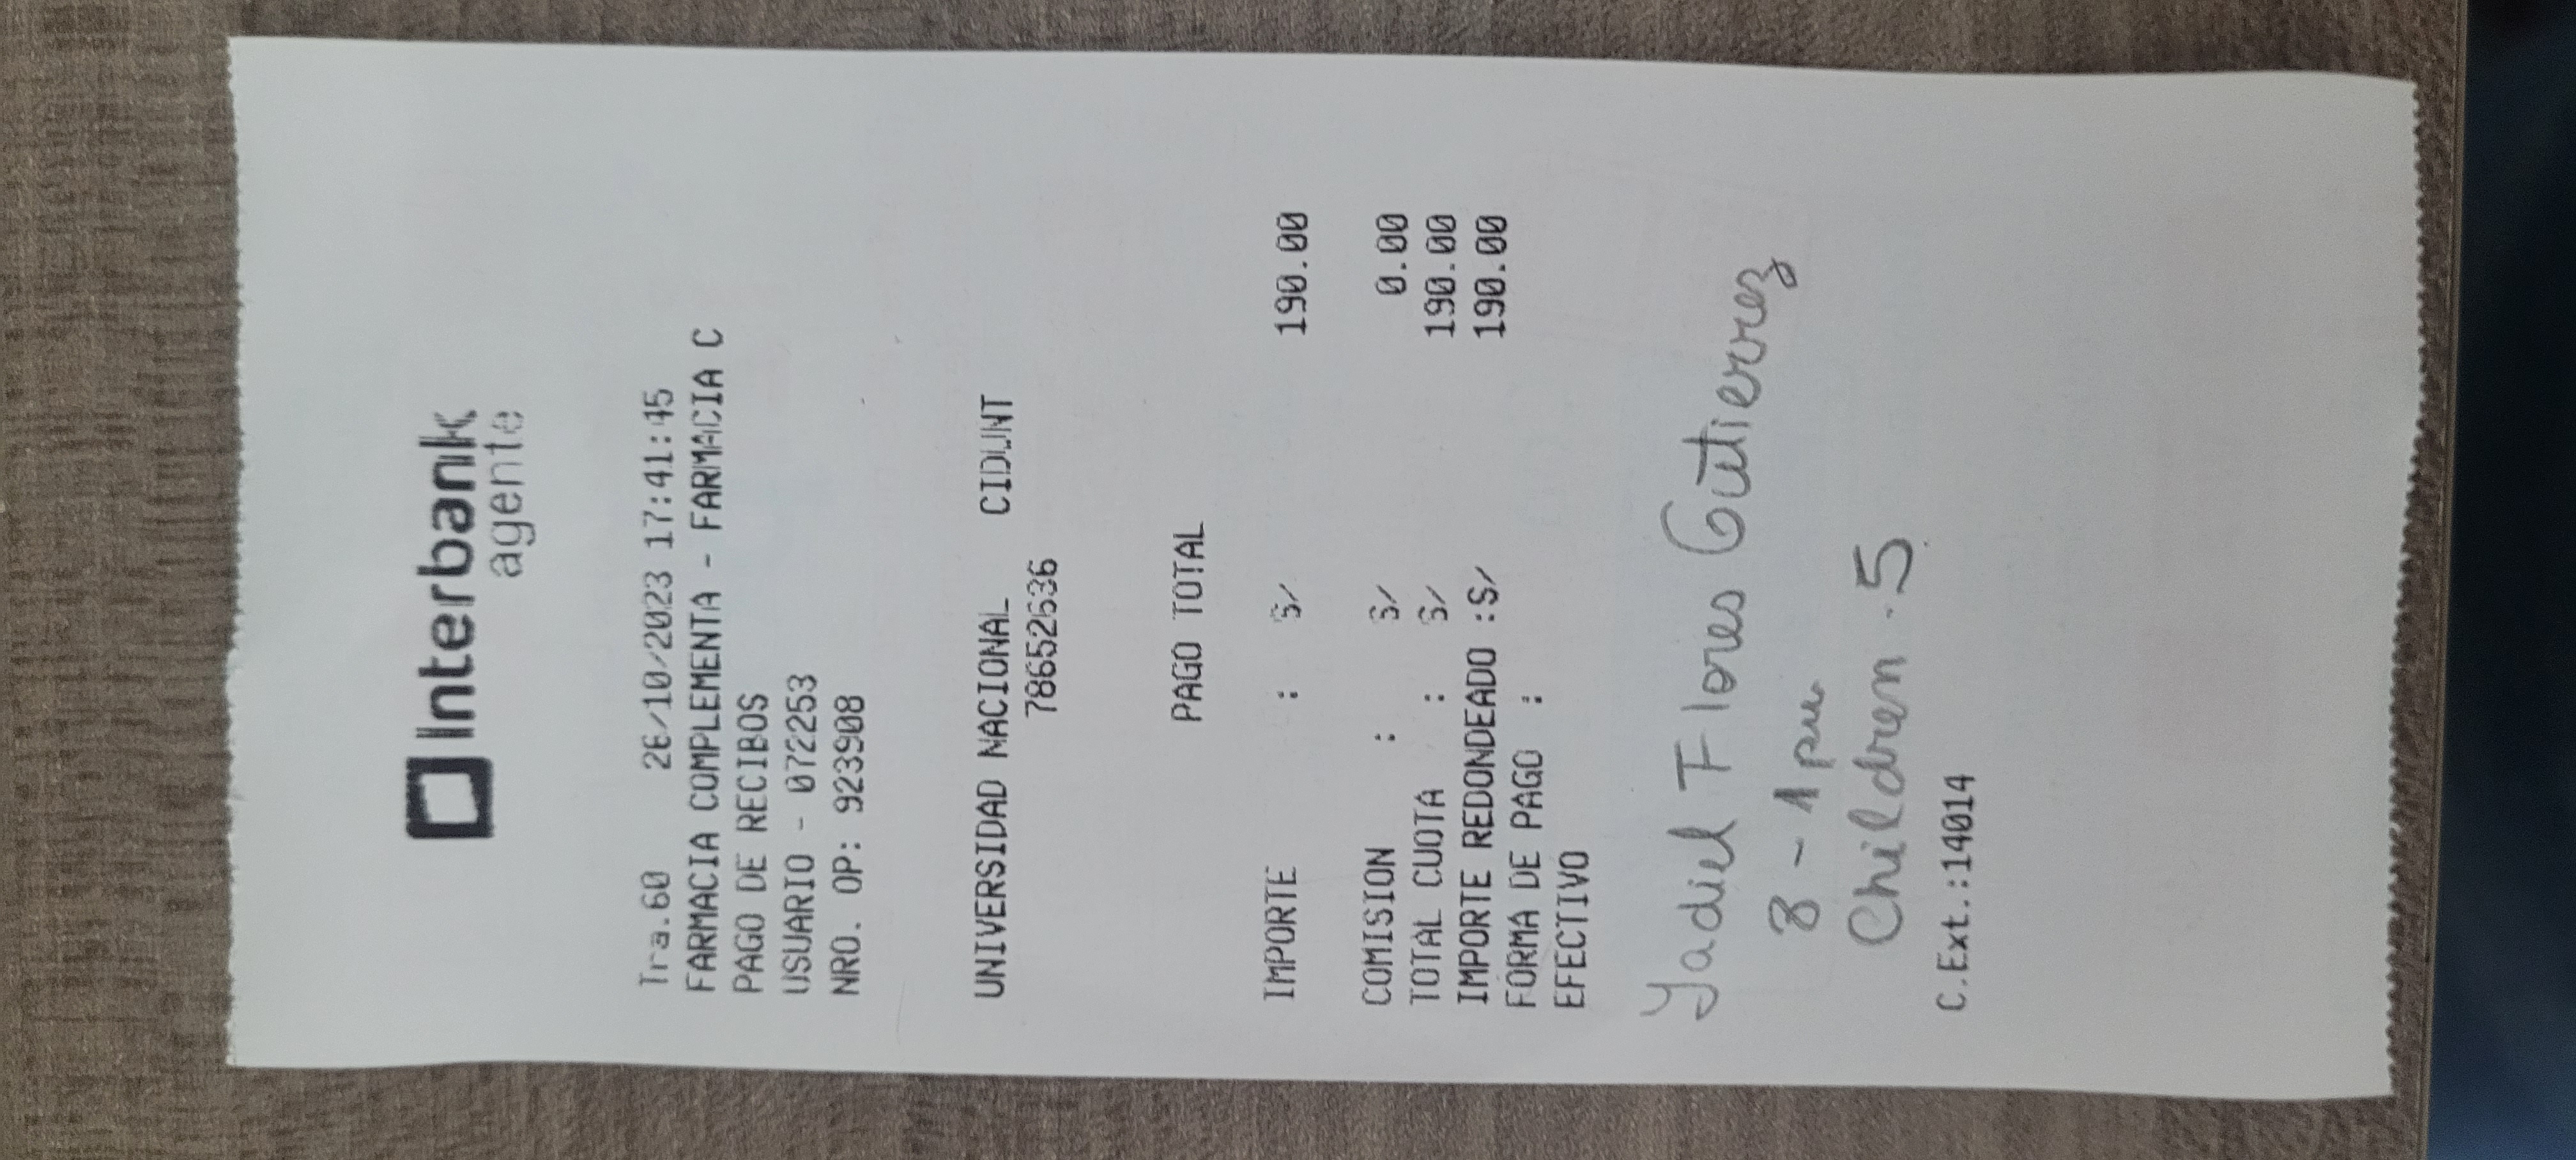 Interbank
agente
Tra.60 26/10/2023 17:41:45
FARMACIA COMPLEMENTA - FARMACIA C
PAGO DE RECIBOS
USUARIO - 072253
NRO. OP: 923908
UNIVERSIDAD NACIONAL CIDUNT
78652636
PAGO TOTAL
IMPORTE : S/ 190.00
COMISION : S/ 0.00
TOTAL CUOTA : S/ 190.00
IMPORTE REDONDEADO :S/ 190.00
FORMA DE PAGO :
EFECTIVO
Yadiel Flores Gutierrez
8 - 1 pm
Children .5
C.Ext.:14014